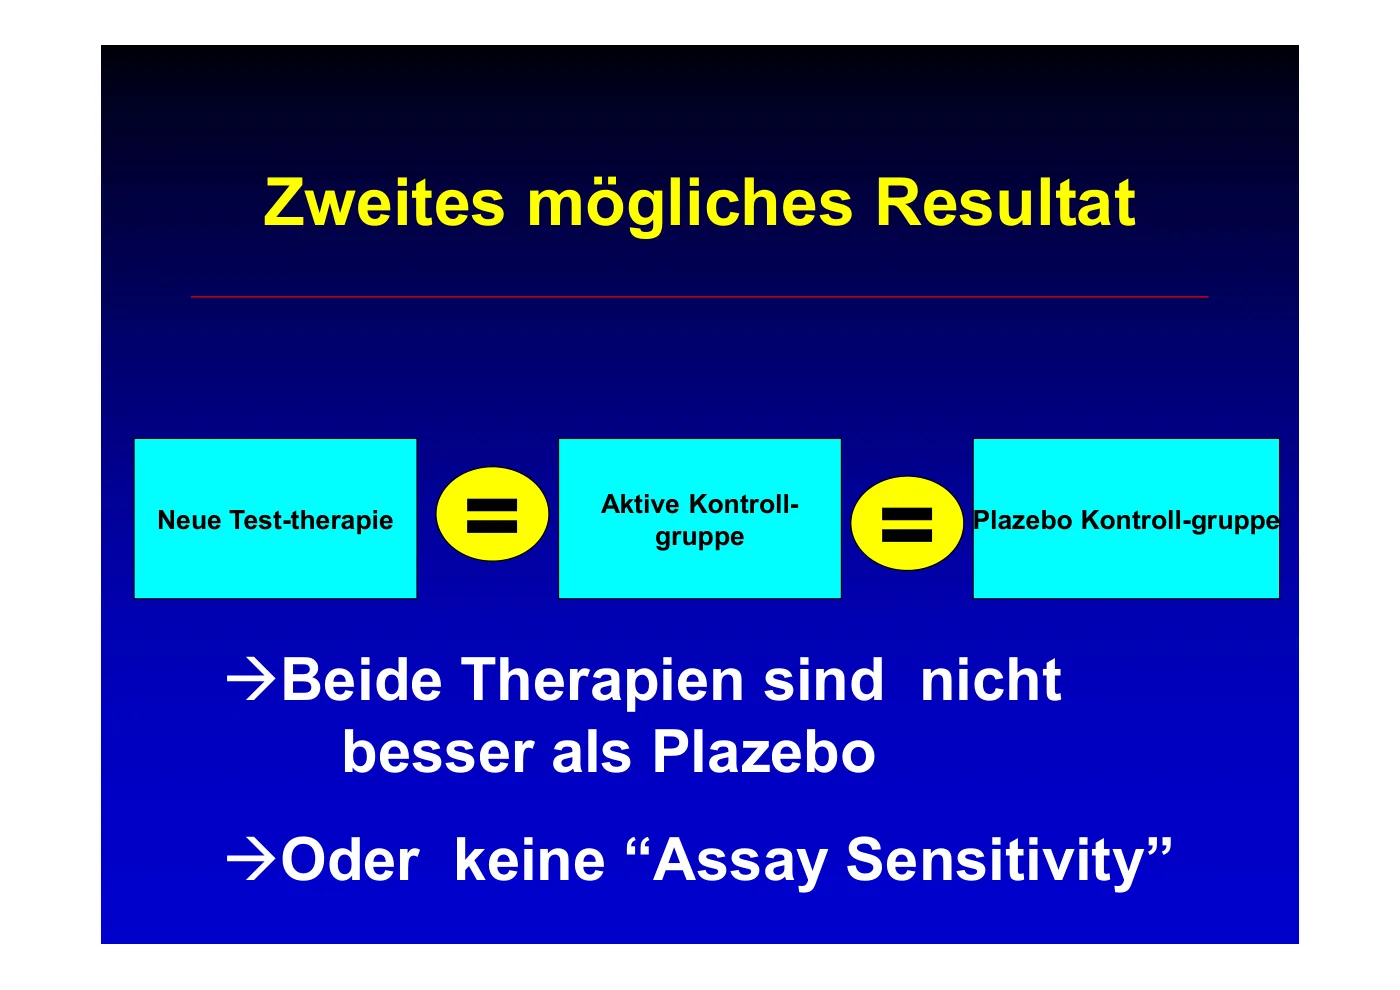 Zweites mögliches Resultat
Neue Test-therapie
=
Aktive Kontroll-
gruppe
=
Plazebo Kontroll-gruppe
→Beide Therapien sind  nicht
besser als Plazebo
→Oder  keine “Assay Sensitivity”